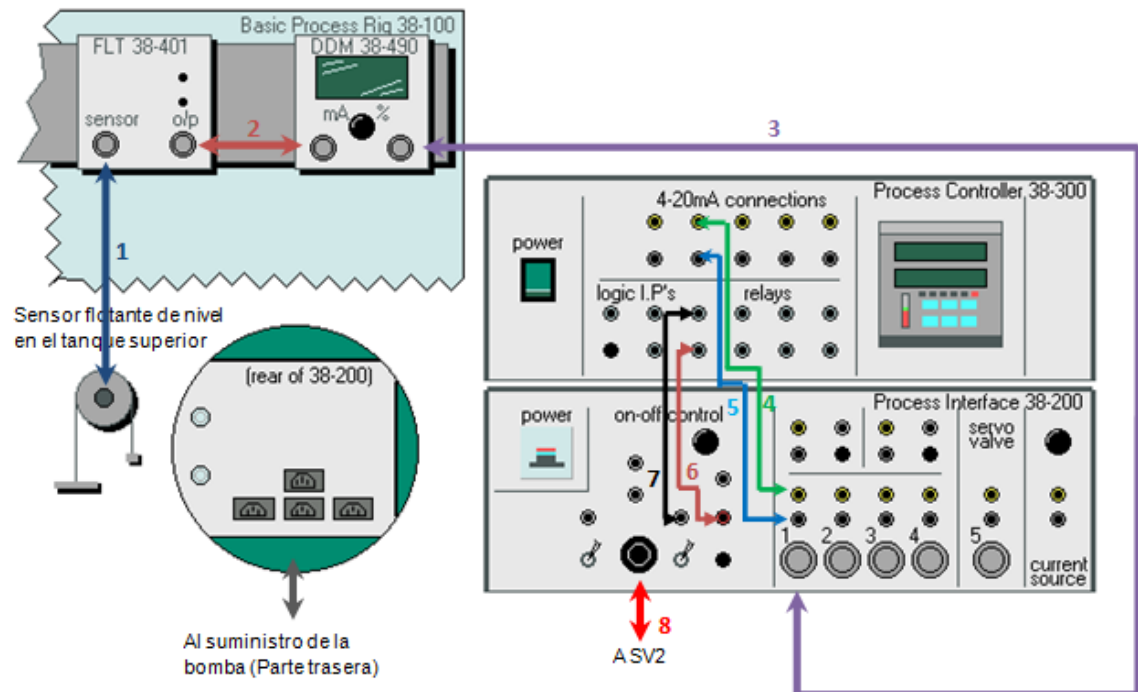 Basic Process Rig 38-100
FLT 38-401
DDM 38-490
mA
%
sensor
o/p
2
3
1
Process Controller 38-300
4-20mA connections
power
logic I.P's
relays
Sensor flotante de nivel
en el tanque superior
(rear of 38-200)
Process Interface 38-200
power
on-off control
5
4
servo
valve
7
6
1
2
3
4
5
current
source
8
Al suministro de la
bomba (Parte trasera)
A SV2